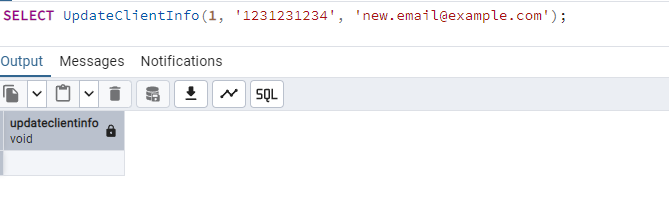 SELECT UpdateClientInfo(1, '1231231234', 'new.email@example.com');
Output Messages Notifications
SQL
updateclientinfo
void